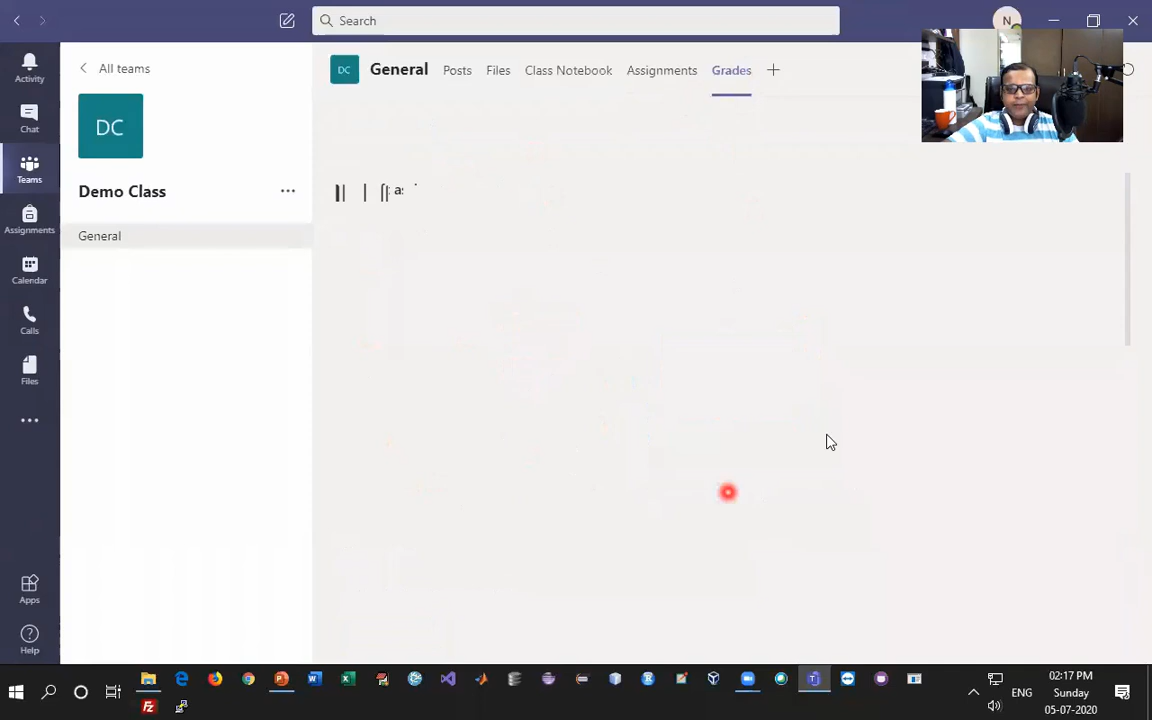 Search
N
Activity
Chat
Teams
Assignments
Calendar
Calls
Files
Apps
Help
All teams
DC
Demo Class
General
DC
General
Posts
Files
Class Notebook
Assignments
Grades
ENG
02:17 PM
Sunday
05-07-2020